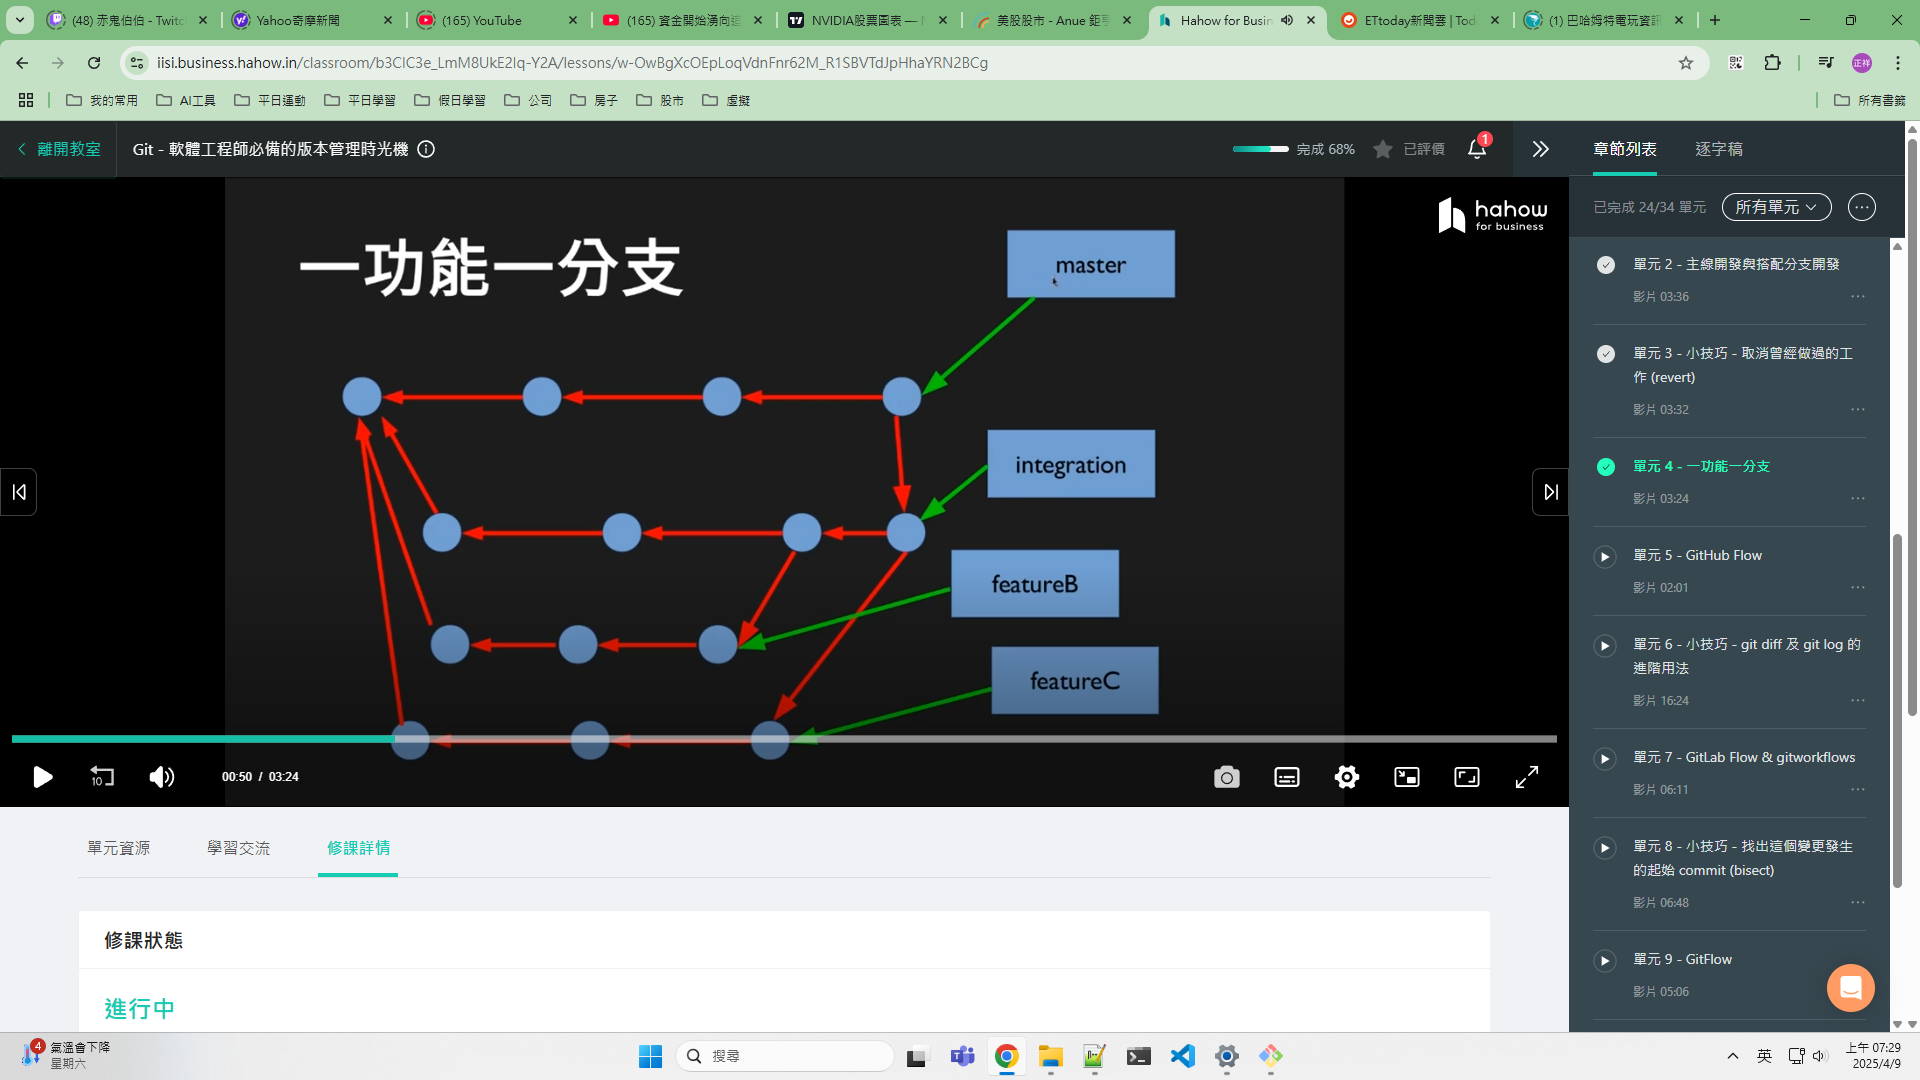 (48) 赤鬼伯伯 - Twitc
Yahoo奇摩新聞
(165) YouTube
(165) 資金開始湧向這
NVIDIA股票圖表 — N
美股股市 - Anue 鉅亨
Hahow for Busin
ETtoday新聞雲 | Tod
(1) 巴哈姆特電玩資訊
iisi.business.hahow.in/classroom/b3CIC3e_LmM8UkE2Iq-Y2A/lessons/w-OwBgXcOEpLoqVdnFnr62M_R1SBVTdJpHhaYRN2BCg
正祥
我的常用
AI工具
平日運動
平日學習
假日學習
公司
房子
股市
虛擬
所有書籤
離開教室
Git - 軟體工程師必備的版本管理時光機
完成 68%
已評價
1
章節列表
逐字稿
hahow
for business
一功能一分支
master
integration
featureB
featureC
10
00:50 / 03:24
已完成 24/34 單元
所有單元
單元 2 - 主線開發與搭配分支開發
影片 03:36
單元 3 - 小技巧 - 取消曾經做過的工
作 (revert)
影片 03:32
單元 4 - 一功能一分支
影片 03:24
單元 5 - GitHub Flow
影片 02:01
單元 6 - 小技巧 - git diff 及 git log 的
進階用法
影片 16:24
單元 7 - GitLab Flow & gitworkflows
影片 06:11
單元 8 - 小技巧 - 找出這個變更發生
的起始 commit (bisect)
影片 06:48
單元 9 - GitFlow
影片 05:06
單元資源
學習交流
修課詳情
修課狀態
進行中
4
氣溫會下降
星期六
搜尋
英
上午 07:29
2025/4/9